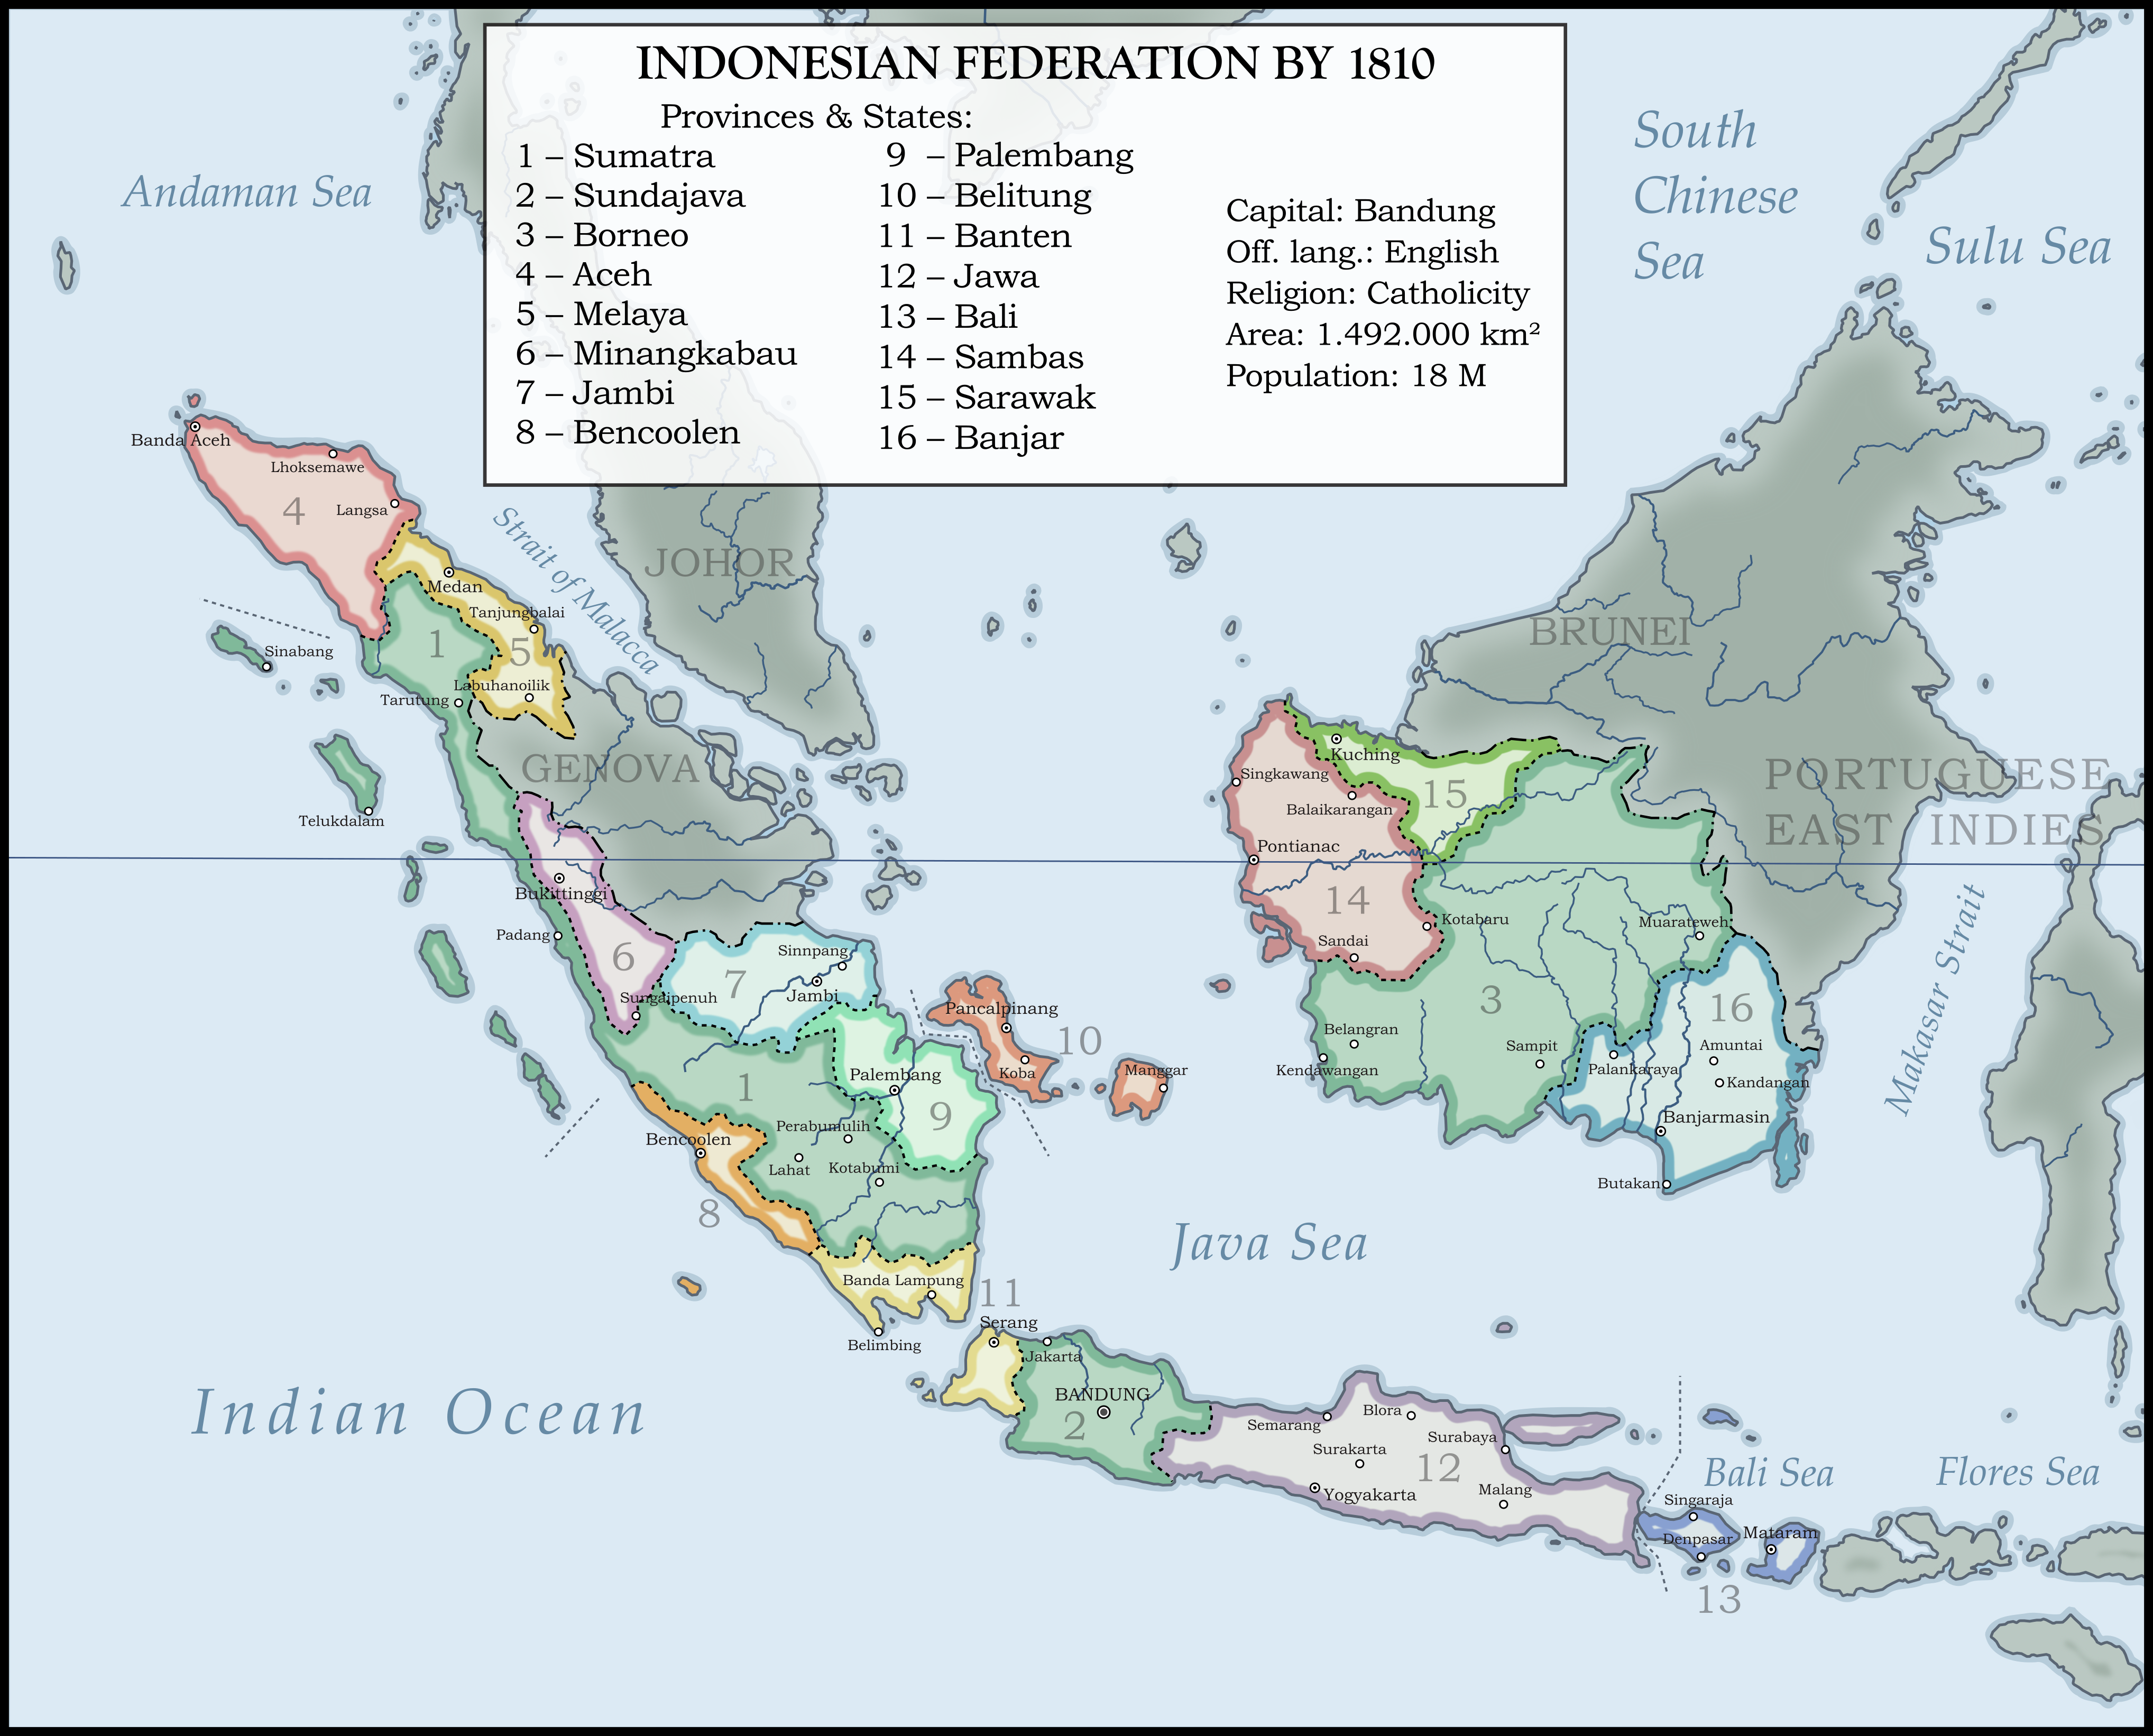 INDONESIAN FEDERATION BY 1810
Provinces & States:
1 – Sumatra
2 – Sundajava
3 – Borneo
4 – Aceh
5 – Melaya
6 – Minangkabau
7 – Jambi
8 – Bencoolen
9 – Palembang
10 – Belitung
11 – Banten
12 – Jawa
13 – Bali
14 – Sambas
15 – Sarawak
16 – Banjar
Capital: Bandung
Off. lang.: English
Religion: Catholicity
Area: 1.492.000 km²
Population: 18 M
Andaman Sea
South
Chinese
Sea
Sulu Sea
Banda Aceh
Lhoksemawe
Langsa
4
Strait of Malacca
JOHOR
Medan
Tanjungbalai
5
1
Sinabang
Labuhanoilik
Tarutung
Telukdalam
GENOVA
BRUNEI
PORTUGUESE
EAST INDIES
Kuching
Singkawang
Balaikarangan
15
Pontianac
14
Kotabaru
Sandai
Muarateweh
3
16
Bukittinggi
Padang
6
Sungaipenuh
7
Sinnpang
Jambi
Pancalpinang
10
Koba
Manggar
Belangran
Kendawangan
Sampit
Palankaraya
Amuntai
Kandangan
Banjarmasin
Butakan
Makasar Strait
1
Palembang
9
Perabumulih
Lahat
Kotabumi
Bencoolen
8
Java Sea
Banda Lampung
11
Belimbing
Serang
Jakarta
BANDUNG
2
Indian Ocean
Semarang
Blora
Surabaya
Surakarta
12
Yogyakarta
Malang
Bali Sea
Flores Sea
Singaraja
Denpasar
Mataram
13